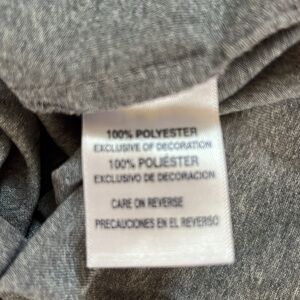 100% POLYESTER
EXCLUSIVE OF DECORATION
100% POLIÉSTER
EXCLUSIVO DE DECORACION
CARE ON REVERSE
PRECAUCIONES EN EL REVERSO